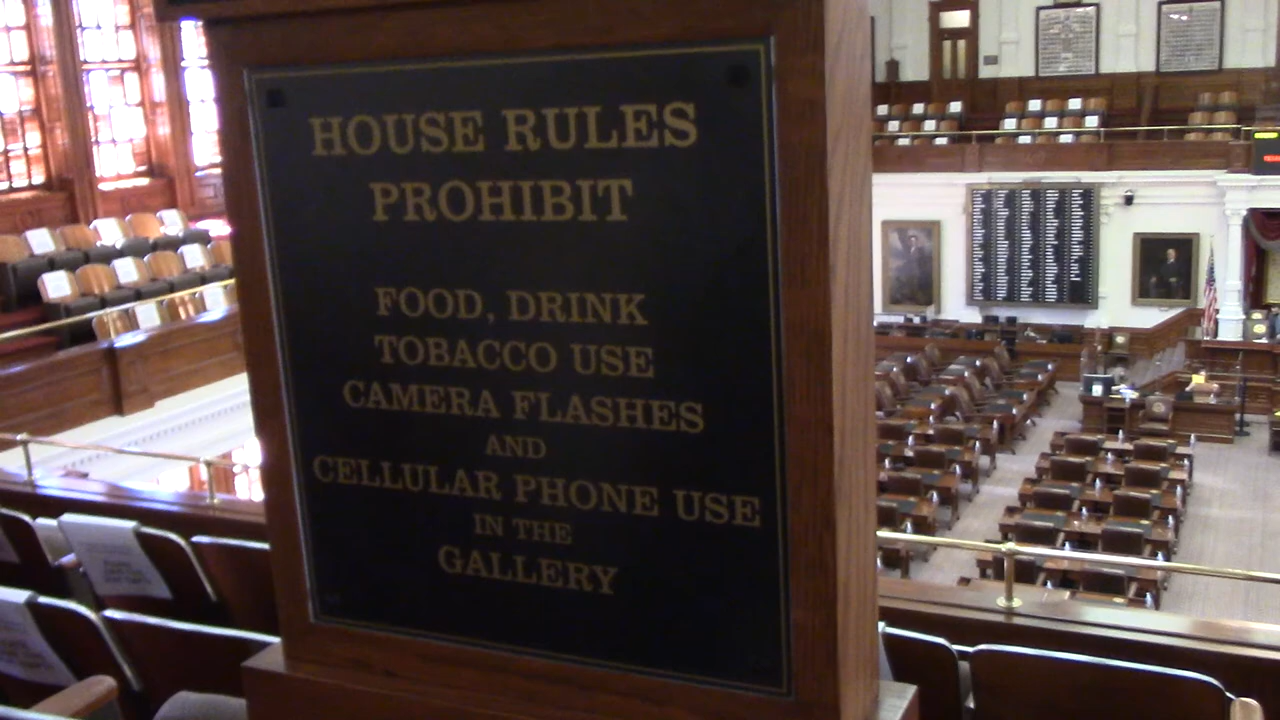 HOUSE RULES
PROHIBIT
FOOD, DRINK
TOBACCO USE
CAMERA FLASHES
AND
CELLULAR PHONE USE
IN THE
GALLERY